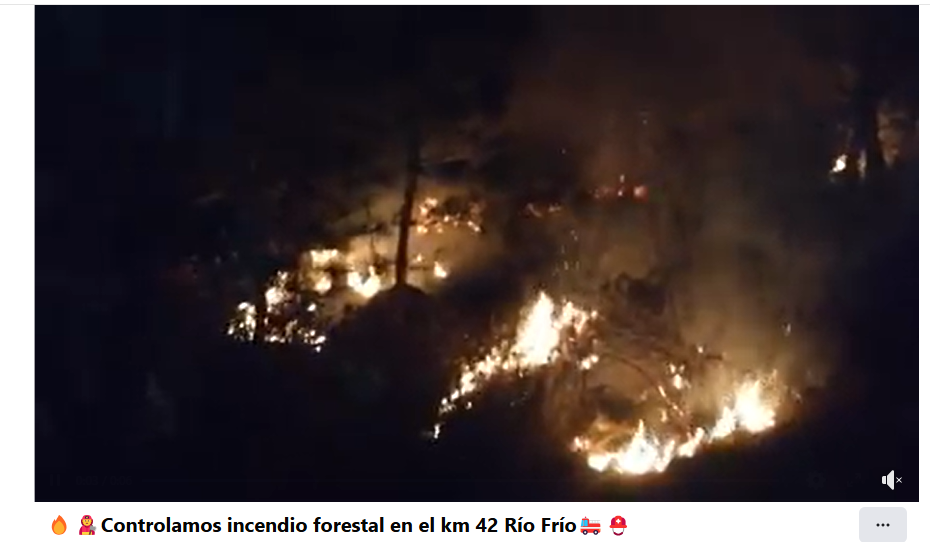 🔥 👩‍🚒Controlamos incendio forestal en el km 42 Río Frío🚒 ⛑️